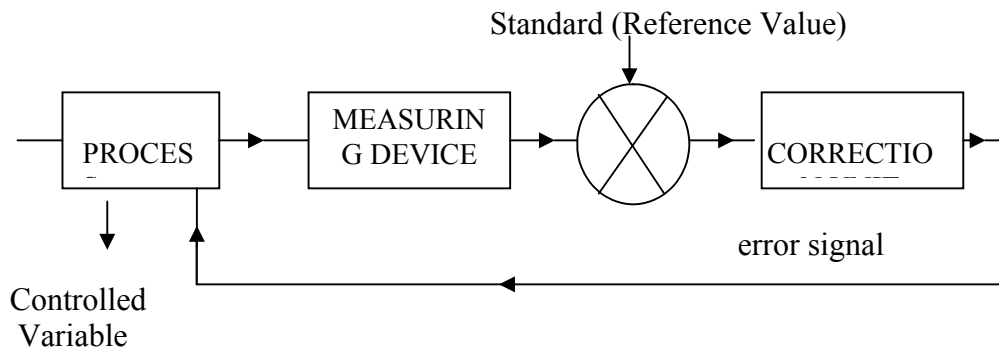 Standard (Reference Value)
MEASURIN
G DEVICE
PROCES
CORRECTIO
error signal
Controlled
Variable